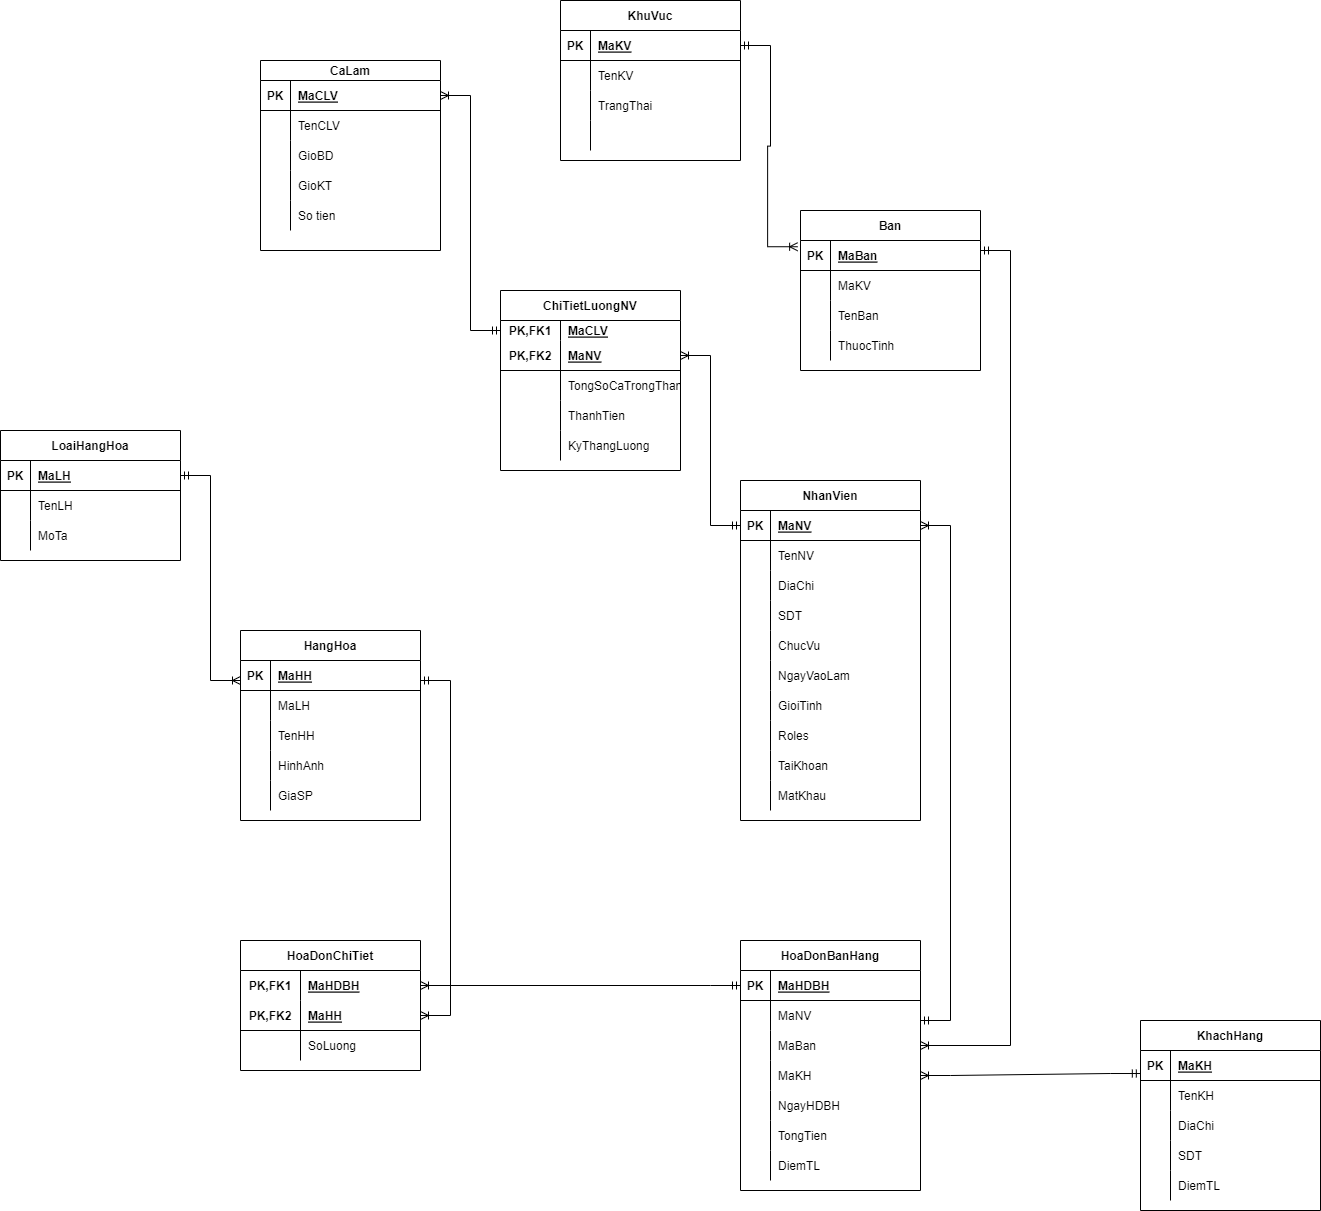 KhuVuc
PK MaKV
TenKV
TrangThai
CaLam
PK MaCLV
TenCLV
GioBD
GioKT
So tien
Ban
PK MaBan
MaKV
TenBan
ThuocTinh
ChiTietLuongNV
PK,FK1 MaCLV
PK,FK2 MaNV
TongSoCaTrongThan
ThanhTien
KyThangLuong
LoaiHangHoa
PK MaLH
TenLH
MoTa
NhanVien
PK MaNV
TenNV
DiaChi
SDT
ChucVu
NgayVaoLam
GioiTinh
Roles
TaiKhoan
MatKhau
HangHoa
PK MaHH
MaLH
TenHH
HinhAnh
GiaSP
HoaDonChiTiet
PK,FK1 MaHDBH
PK,FK2 MaHH
SoLuong
HoaDonBanHang
PK MaHDBH
MaNV
MaBan
MaKH
NgayHDBH
TongTien
DiemTL
KhachHang
PK MaKH
TenKH
DiaChi
SDT
DiemTL